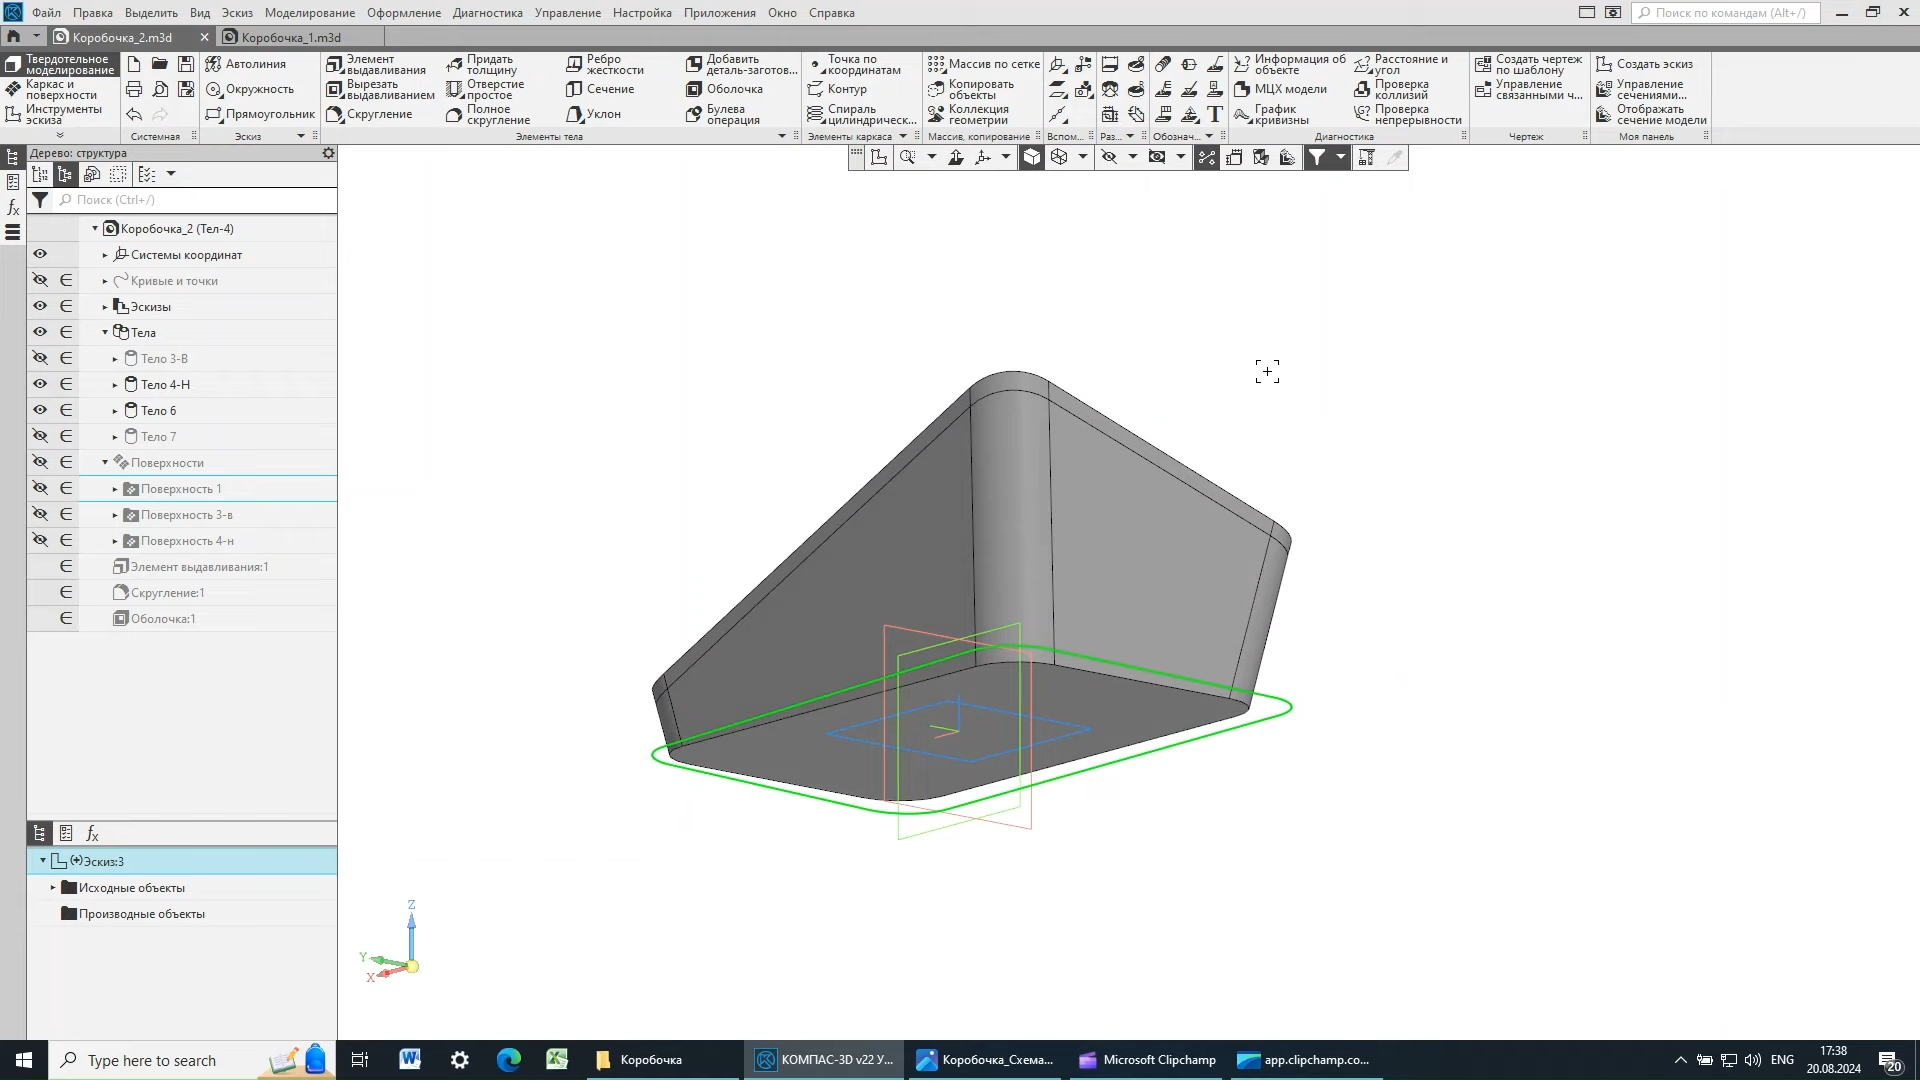 Файл Правка Выделить Вид Эскиз Моделирование Оформление Диагностика Управление Настройка Приложения Окно Справка Поиск по командам (Alt+/)
Коробочка_2.m3d Коробочка_1.m3d
Твердотельное моделирование
Каркас и поверхности
Инструменты эскиза
Системная
Автолиния
Окружность
Прямоугольник
Эскиз
Элемент выдавливания
Вырезать выдавливанием
Скругление
Придать толщину
Отверстие простое
Полное скругление
Ребро жесткости
Сечение
Уклон
Добавить деталь-заготов...
Оболочка
Булева операция
Элементы тела
Точка по координатам
Контур
Спираль цилиндрическ...
Элементы каркаса
Массив по сетке
Копировать объекты
Коллекция геометрии
Массив, копирование
Вспом...
Раз...
Обознач...
Информация об объекте
МЦХ модели
График кривизны
Расстояние и угол
Проверка коллизий
Проверка непрерывности
Диагностика
Создать чертеж по шаблону
Управление связанными ч...
Чертеж
Создать эскиз
Управление сечениями...
Отображать сечение модели
Моя панель
Дерево: структура
Поиск (Ctrl+/)
Коробочка_2 (Тел-4)
Системы координат
Кривые и точки
Эскизы
Тела
Тело 3-В
Тело 4-Н
Тело 6
Тело 7
Поверхности
Поверхность 1
Поверхность 3-в
Поверхность 4-н
Элемент выдавливания:1
Скругление:1
Оболочка:1
(+)Эскиз:3
Исходные объекты
Производные объекты
Z
Y
X
Type here to search
Коробочка
КОМПАС-3D v22 У...
Коробочка_Схема...
Microsoft Clipchamp
app.clipchamp.co...
ENG
17:38
20.08.2024
20